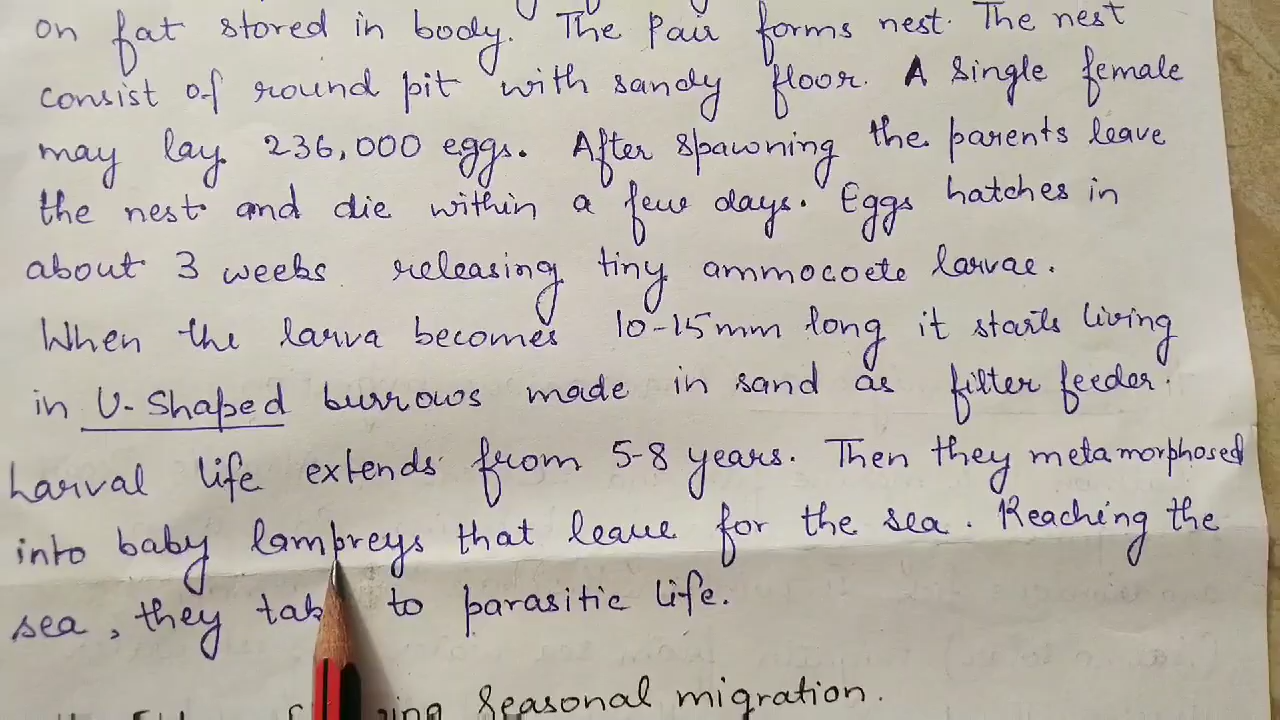 on fat stored in body. The pair forms nest. The nest
consist of round pit with sandy floor. A single female
may lay 236,000 eggs. After spawning the parents leave
the nest and die within a few days. Eggs hatches in
about 3 weeks releasing tiny ammocoete larvae.
When the larva becomes 10-15mm long it starts living
in U-Shaped burrows made in sand as filter feeder.
Larval life extends from 5-8 years. Then they metamorphosed
into baby lampreys that leave for the sea. Reaching the
sea, they to parasitic life.
seasonal migration.